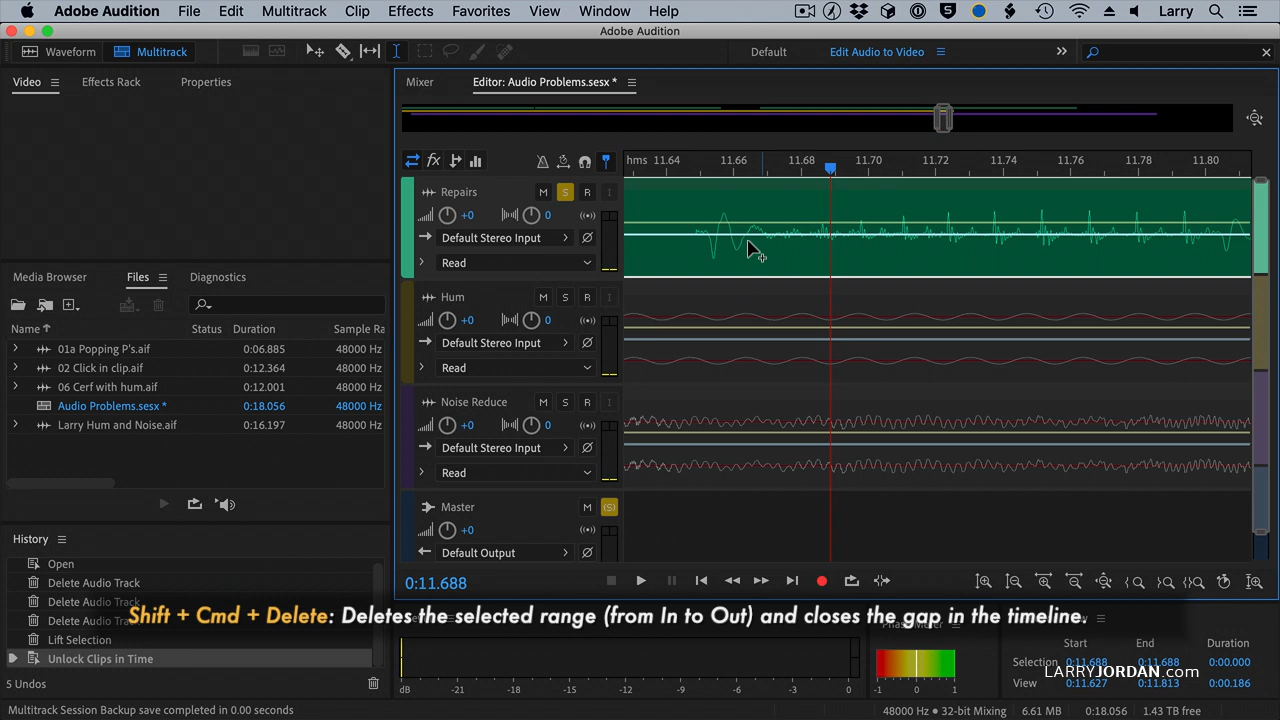 Adobe Audition File Edit Multitrack Clip Effects Favorites View Window Help Larry
Adobe Audition
Waveform Multitrack Default Edit Audio to Video
Video Effects Rack Properties
Mixer Editor: Audio Problems.sesx *
hms 11.64 11.66 11.68 11.70 11.72 11.74 11.76 11.78 11.80
Repairs M S R I
+0 0
Default Stereo Input
Read
Media Browser Files Diagnostics
Name Status Duration Sample Ra
01a Popping P's.aif 0:06.885 48000 Hz
02 Click in clip.aif 0:12.364 48000 Hz
06 Cerf with hum.aif 0:12.001 48000 Hz
Audio Problems.sesx * 0:18.056 48000 Hz
Larry Hum and Noise.aif 0:16.197 48000 Hz
Hum M S R I
+0 0
Default Stereo Input
Read
Noise Reduce M S R I
+0 0
Default Stereo Input
Read
Master M (S)
+0
Default Output
0:11.688
History
Open
Delete Audio Track
Delete Audio Track
Delete Audio Track
Lift Selection
Unlock Clips in Time
5 Undos
Shift + Cmd + Delete: Deletes the selected range (from In to Out) and closes the gap in the timeline.
dB -21 -18 -15 -12 -9 -6 -3 0
-1 0 1
Start End Duration
Selection 0:11.688 0:11.688 0:00.000
View 0:11.627 0:11.813 0:00.186
LARRYJORDAN.com
Multitrack Session Backup save completed in 0.00 seconds
48000 Hz • 32-bit Mixing 6.61 MB 0:18.056 1.43 TB free